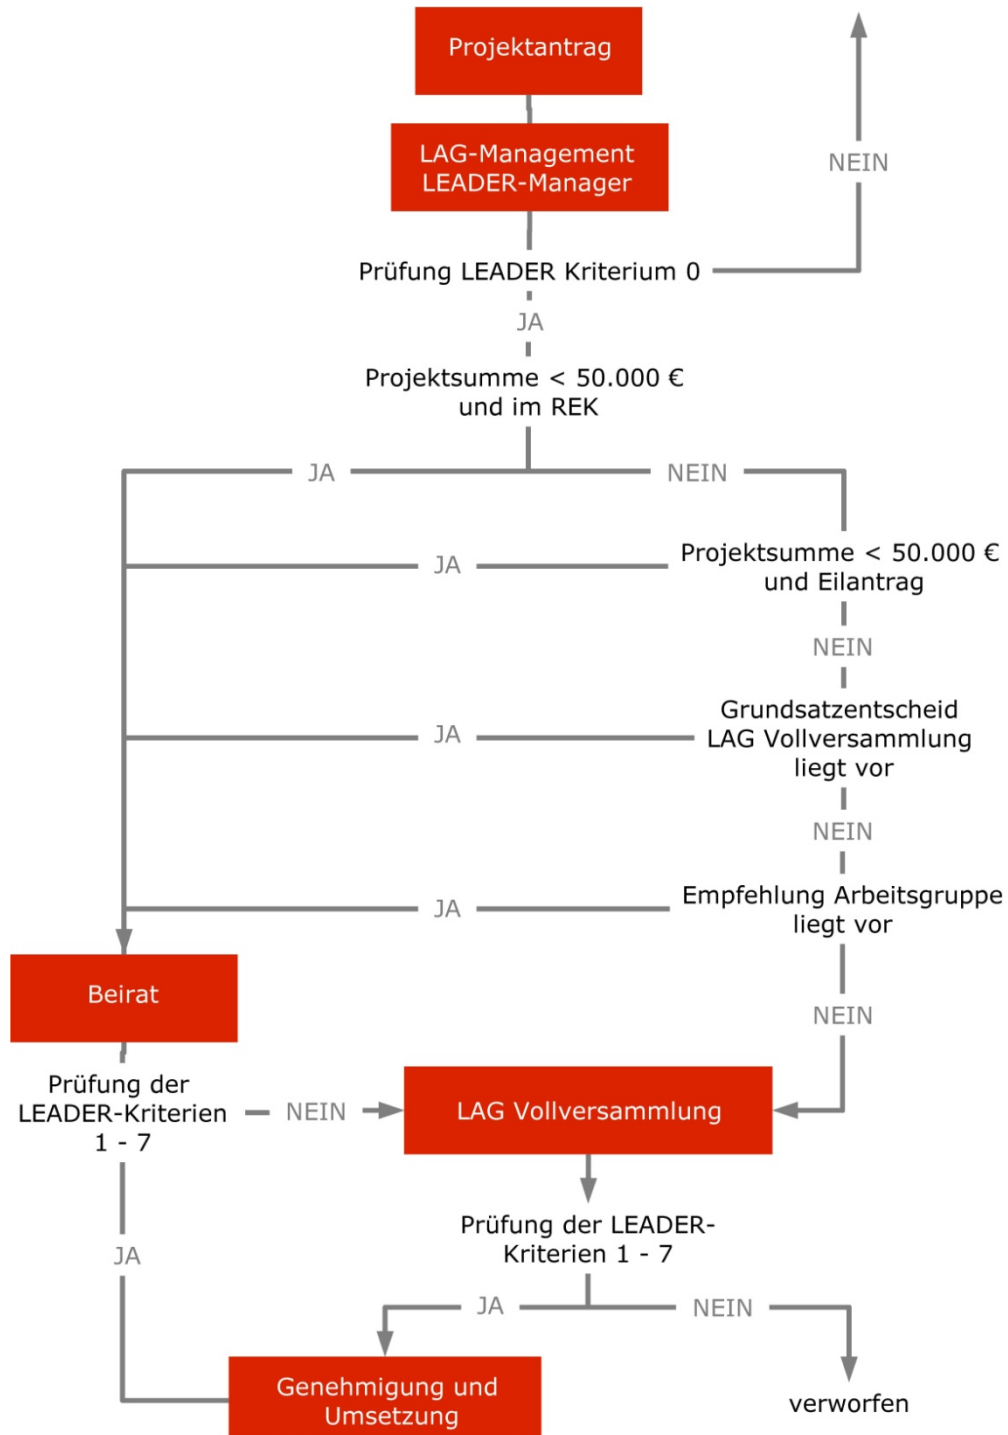 Projektantrag
LAG-Management
LEADER-Manager
NEIN
Prüfung LEADER Kriterium 0
JA
Projektsumme < 50.000 €
und im REK
JA
NEIN
JA
Projektsumme < 50.000 €
und Eilantrag
NEIN
JA
Grundsatzentscheid
LAG Vollversammlung
liegt vor
NEIN
JA
Empfehlung Arbeitsgruppe
liegt vor
NEIN
Beirat
Prüfung der
LEADER-Kriterien
1 - 7
NEIN
LAG Vollversammlung
Prüfung der LEADER-
Kriterien 1 - 7
JA
JA
NEIN
Genehmigung und
Umsetzung
verworfen